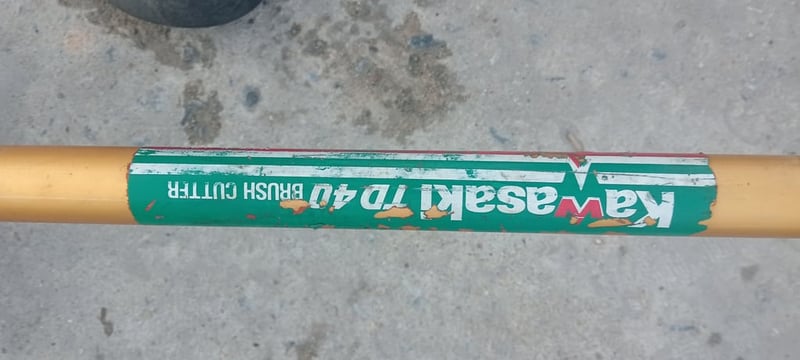 Kawasaki TD 40 BRUSH CUTTER